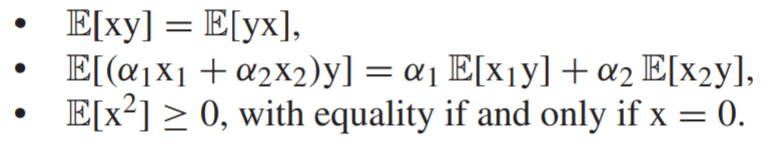 • 𝔼[xy] = 𝔼[yx],
• 𝔼[(α₁x₁ + α₂x₂)y] = α₁ 𝔼[x₁y] + α₂ 𝔼[x₂y],
• 𝔼[x²] ≥ 0, with equality if and only if x = 0.